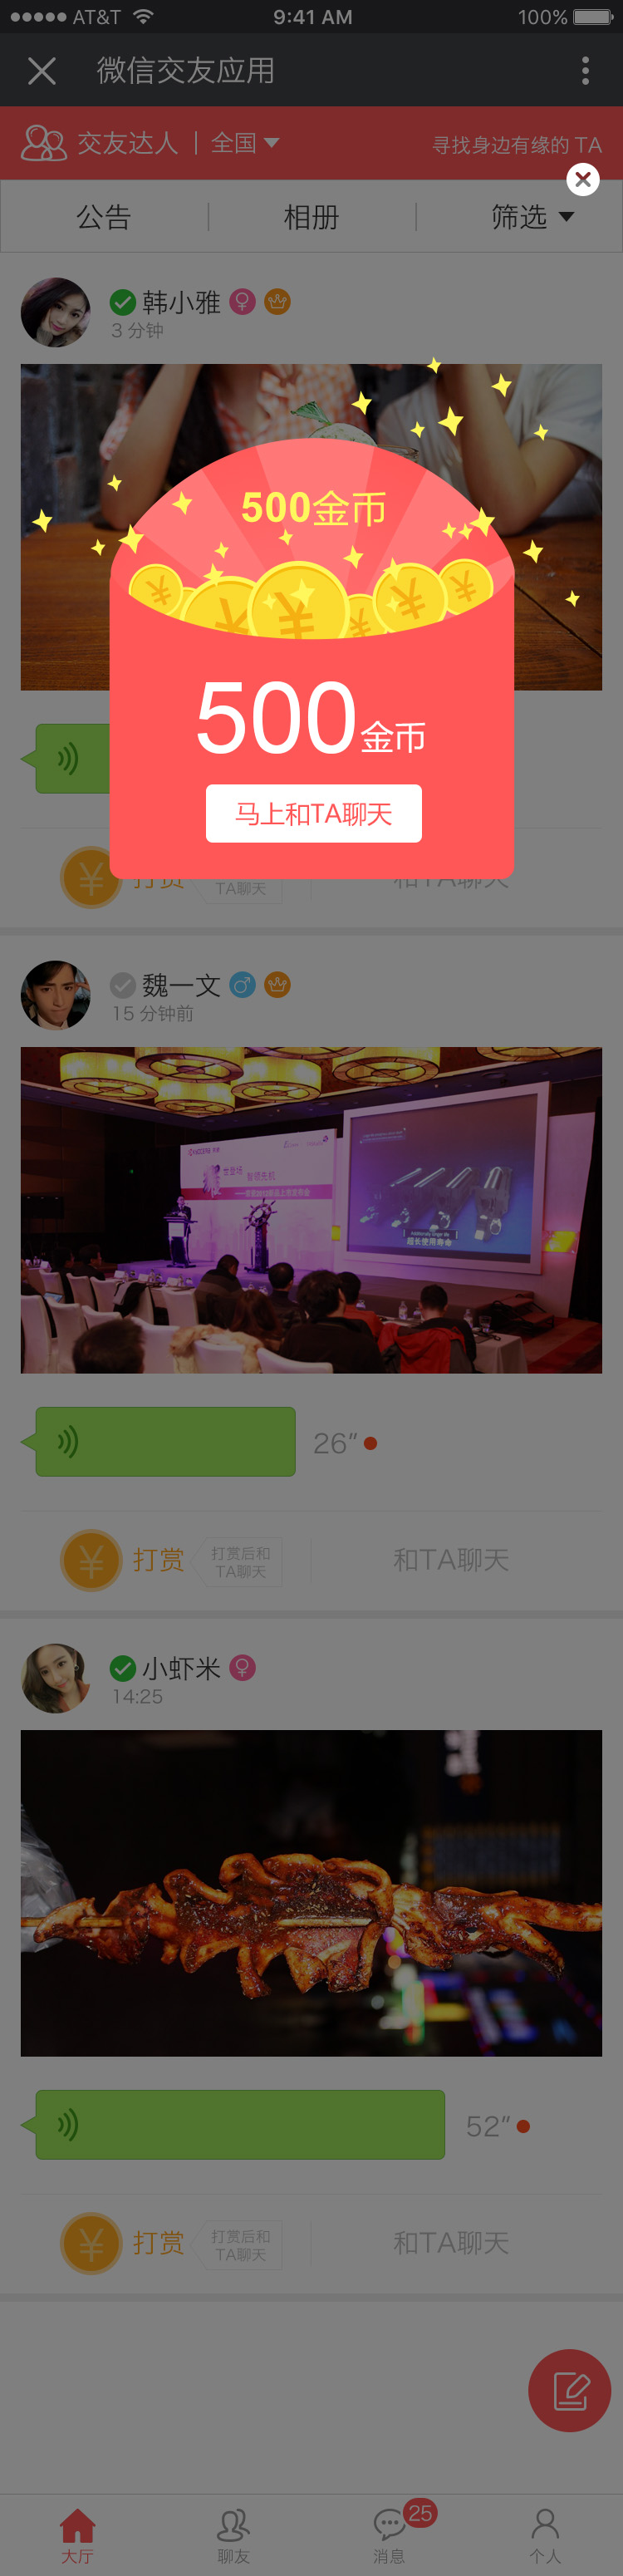 AT&T 9:41 AM 100%
微信交友应用
交友达人 | 全国 寻找身边有缘的 TA
公告 相册 筛选
韩小雅
3 分钟
500金币
500金币
马上和TA聊天
打赏 TA聊天 和TA聊天
魏一文
15 分钟前
超长使用寿命
26″
打赏 打赏后和 和TA聊天
TA聊天
小虾米
14:25
52″
打赏 打赏后和 和TA聊天
TA聊天
25
大厅 聊友 消息 个人